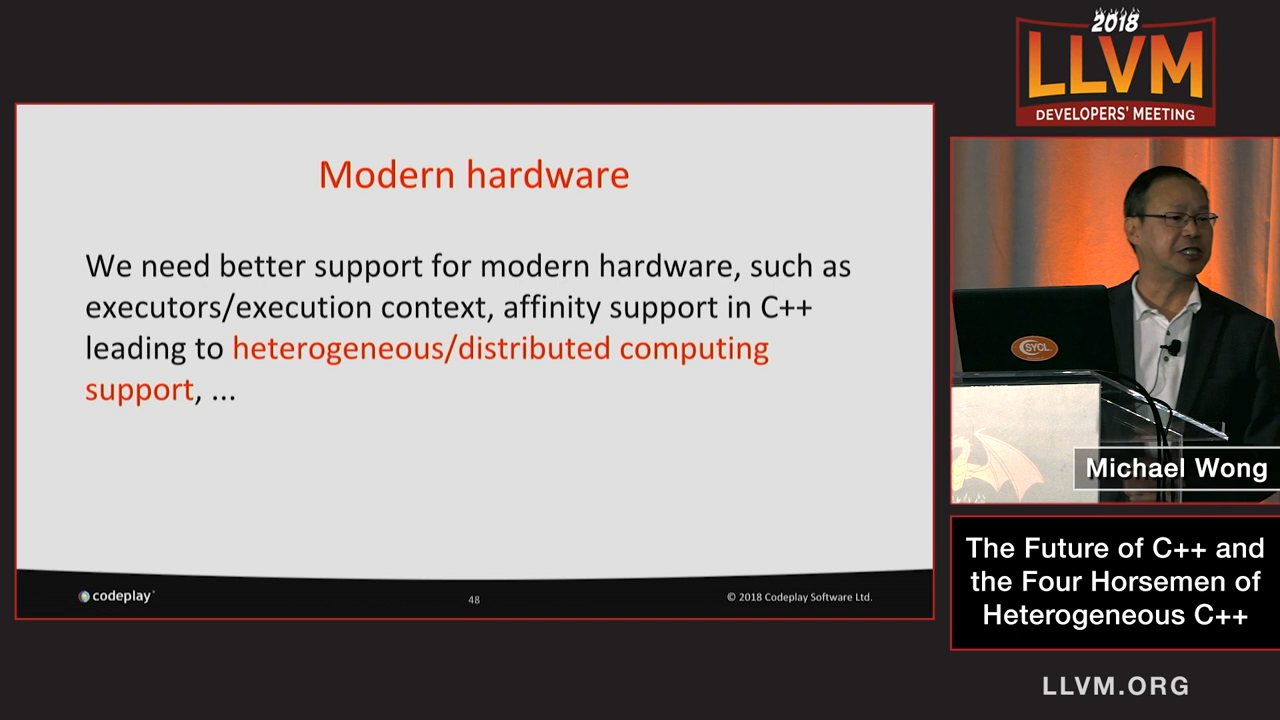 2018
LLVM
DEVELOPERS' MEETING
Modern hardware
We need better support for modern hardware, such as
executors/execution context, affinity support in C++
leading to heterogeneous/distributed computing
support, ...
codeplay
48
© 2018 Codeplay Software Ltd.
SYCL
Michael Wong
The Future of C++ and
the Four Horsemen of
Heterogeneous C++
LLVM.ORG